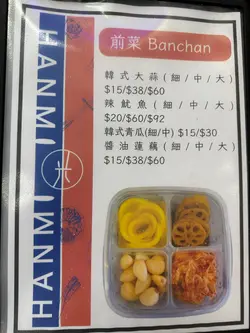 HANMI HANMI
前菜 Banchan
韓式大蒜(細/中/大)
$15/$38/$60
辣魷魚(細/中/大)
$20/$60/$92
韓式青瓜(細/中) $15/$30
醬油蓮藕(細/中/大)
$15/$38/$60